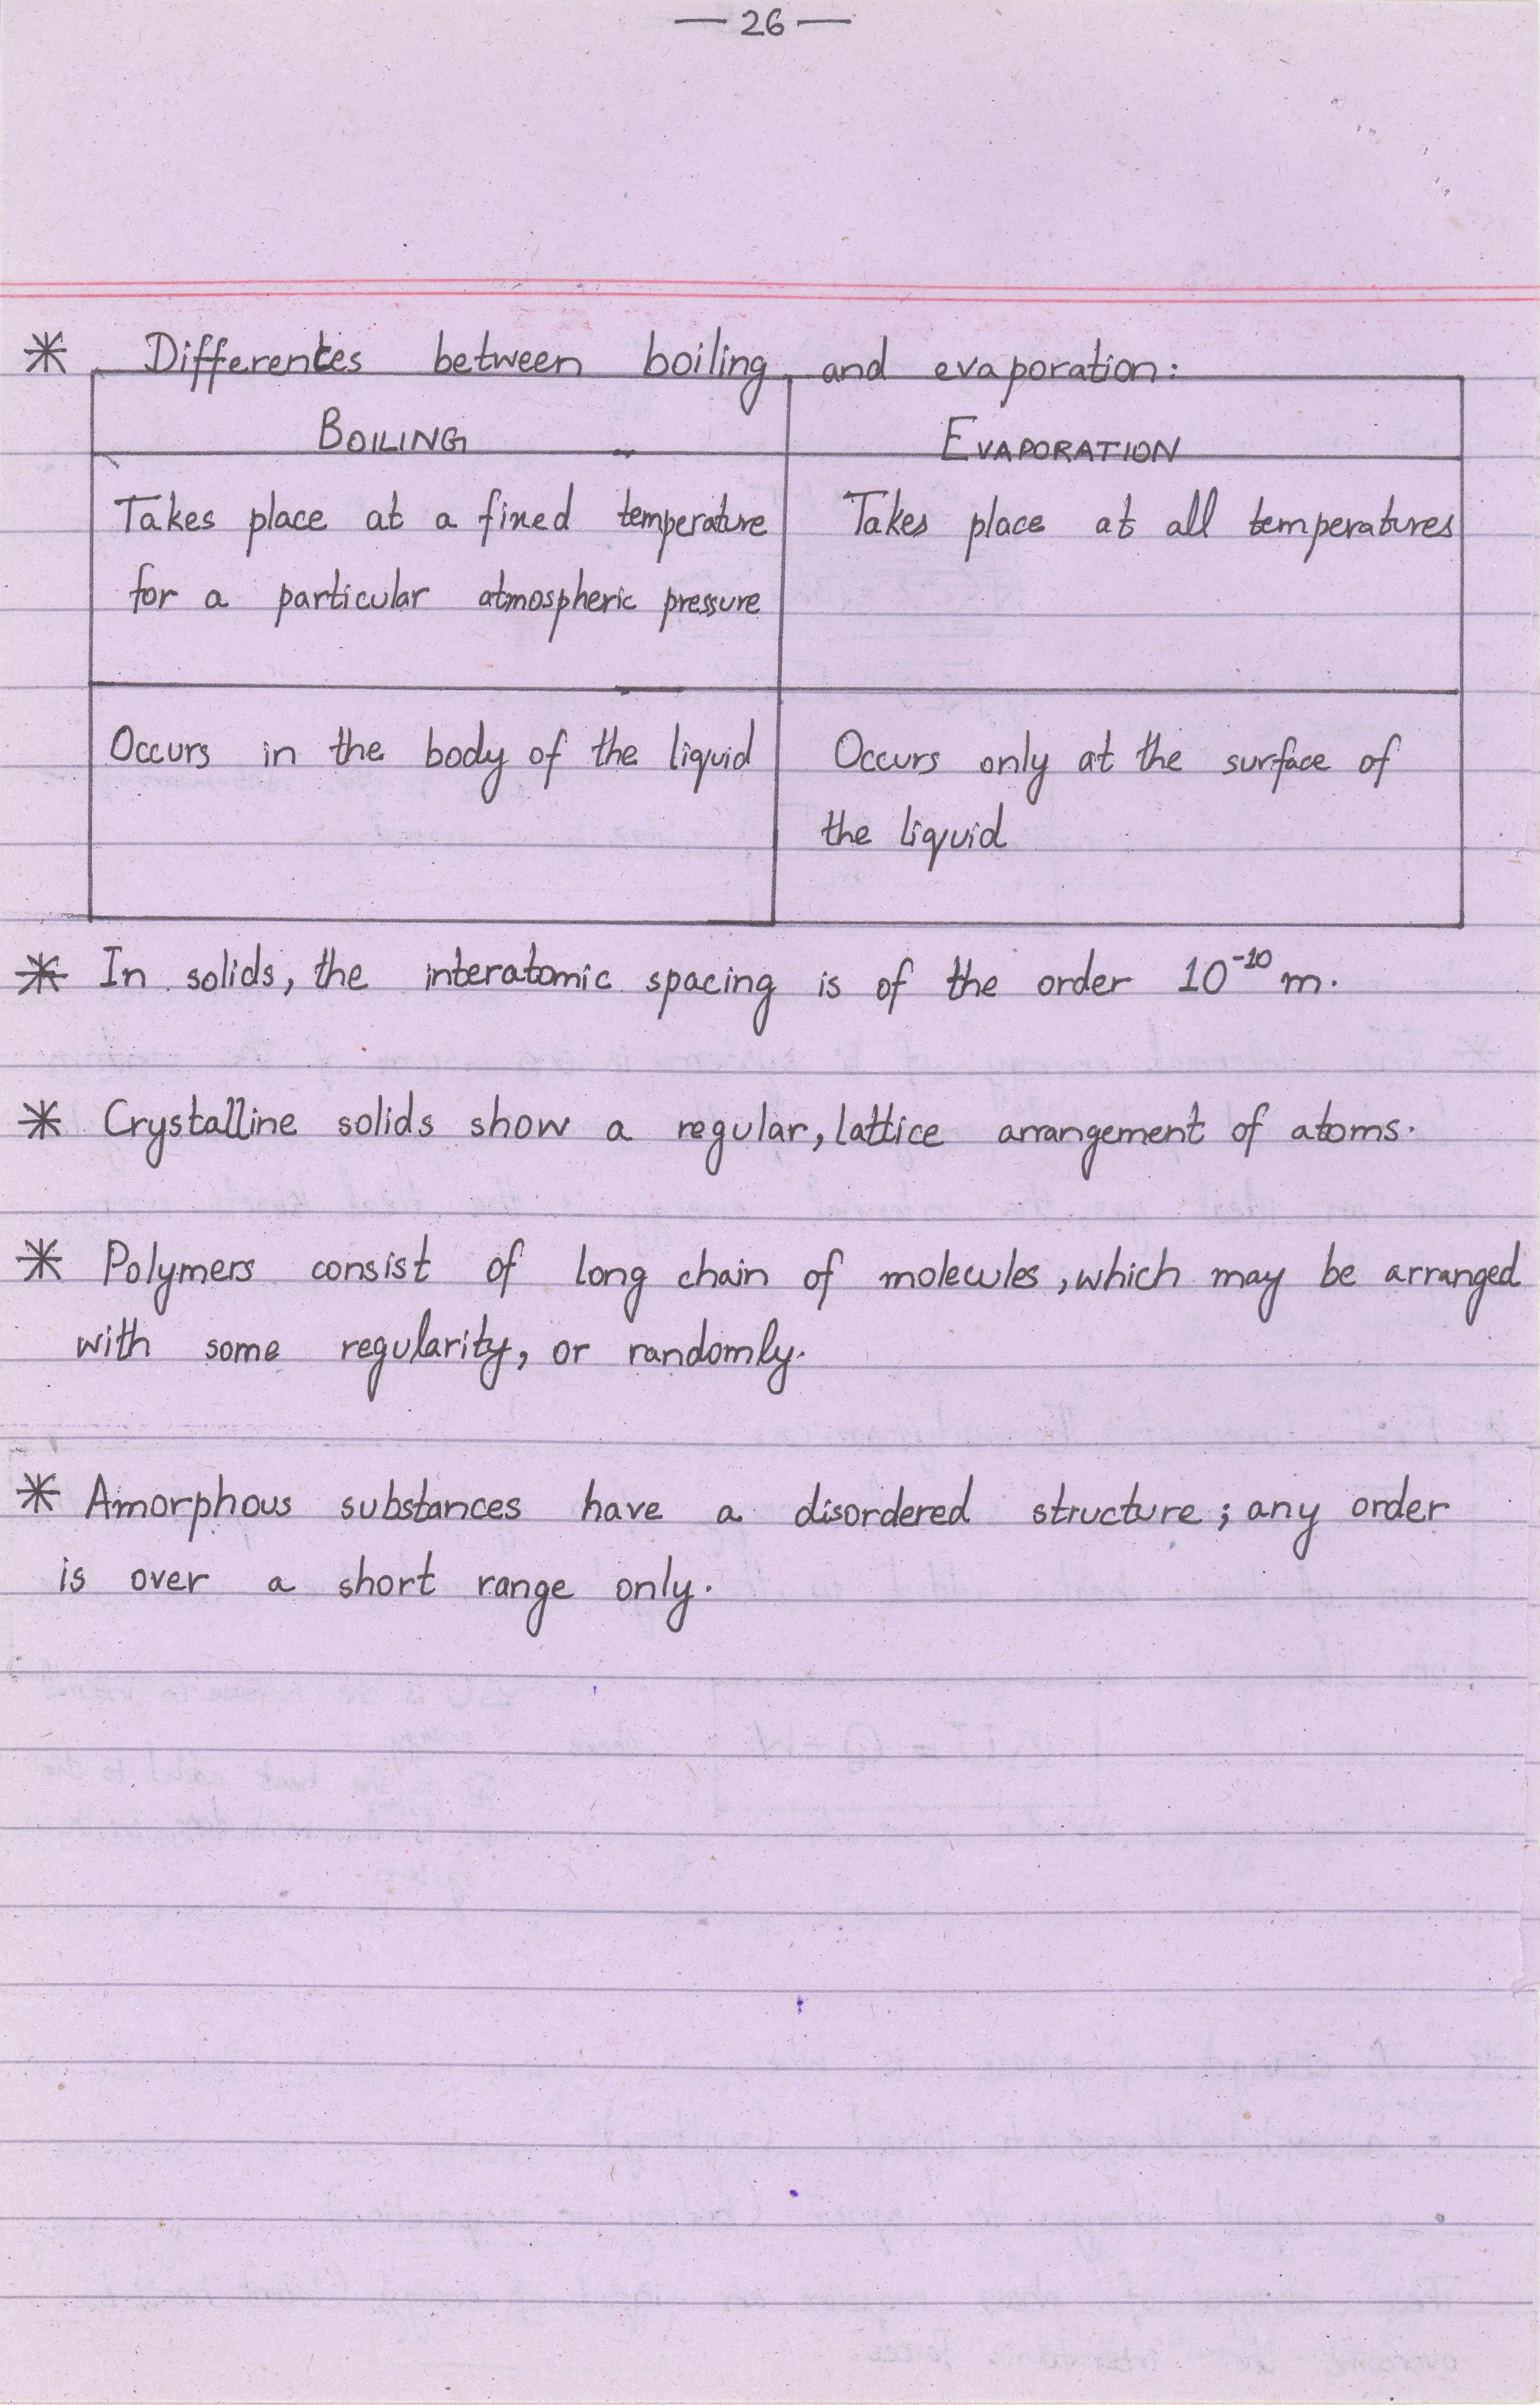 — 26 —
* Differences between boiling and evaporation:
BOILING
EVAPORATION
Takes place at a fixed temperature
for a particular atmospheric pressure
Takes place at all temperatures
Occurs in the body of the liquid
Occurs only at the surface of
the liquid
* In solids, the interatomic spacing is of the order 10⁻¹⁰ m.
* Crystalline solids show a regular, lattice arrangement of atoms.
* Polymers consist of long chain of molecules, which may be arranged
with some regularity, or randomly.
* Amorphous substances have a disordered structure; any order
is over a short range only.